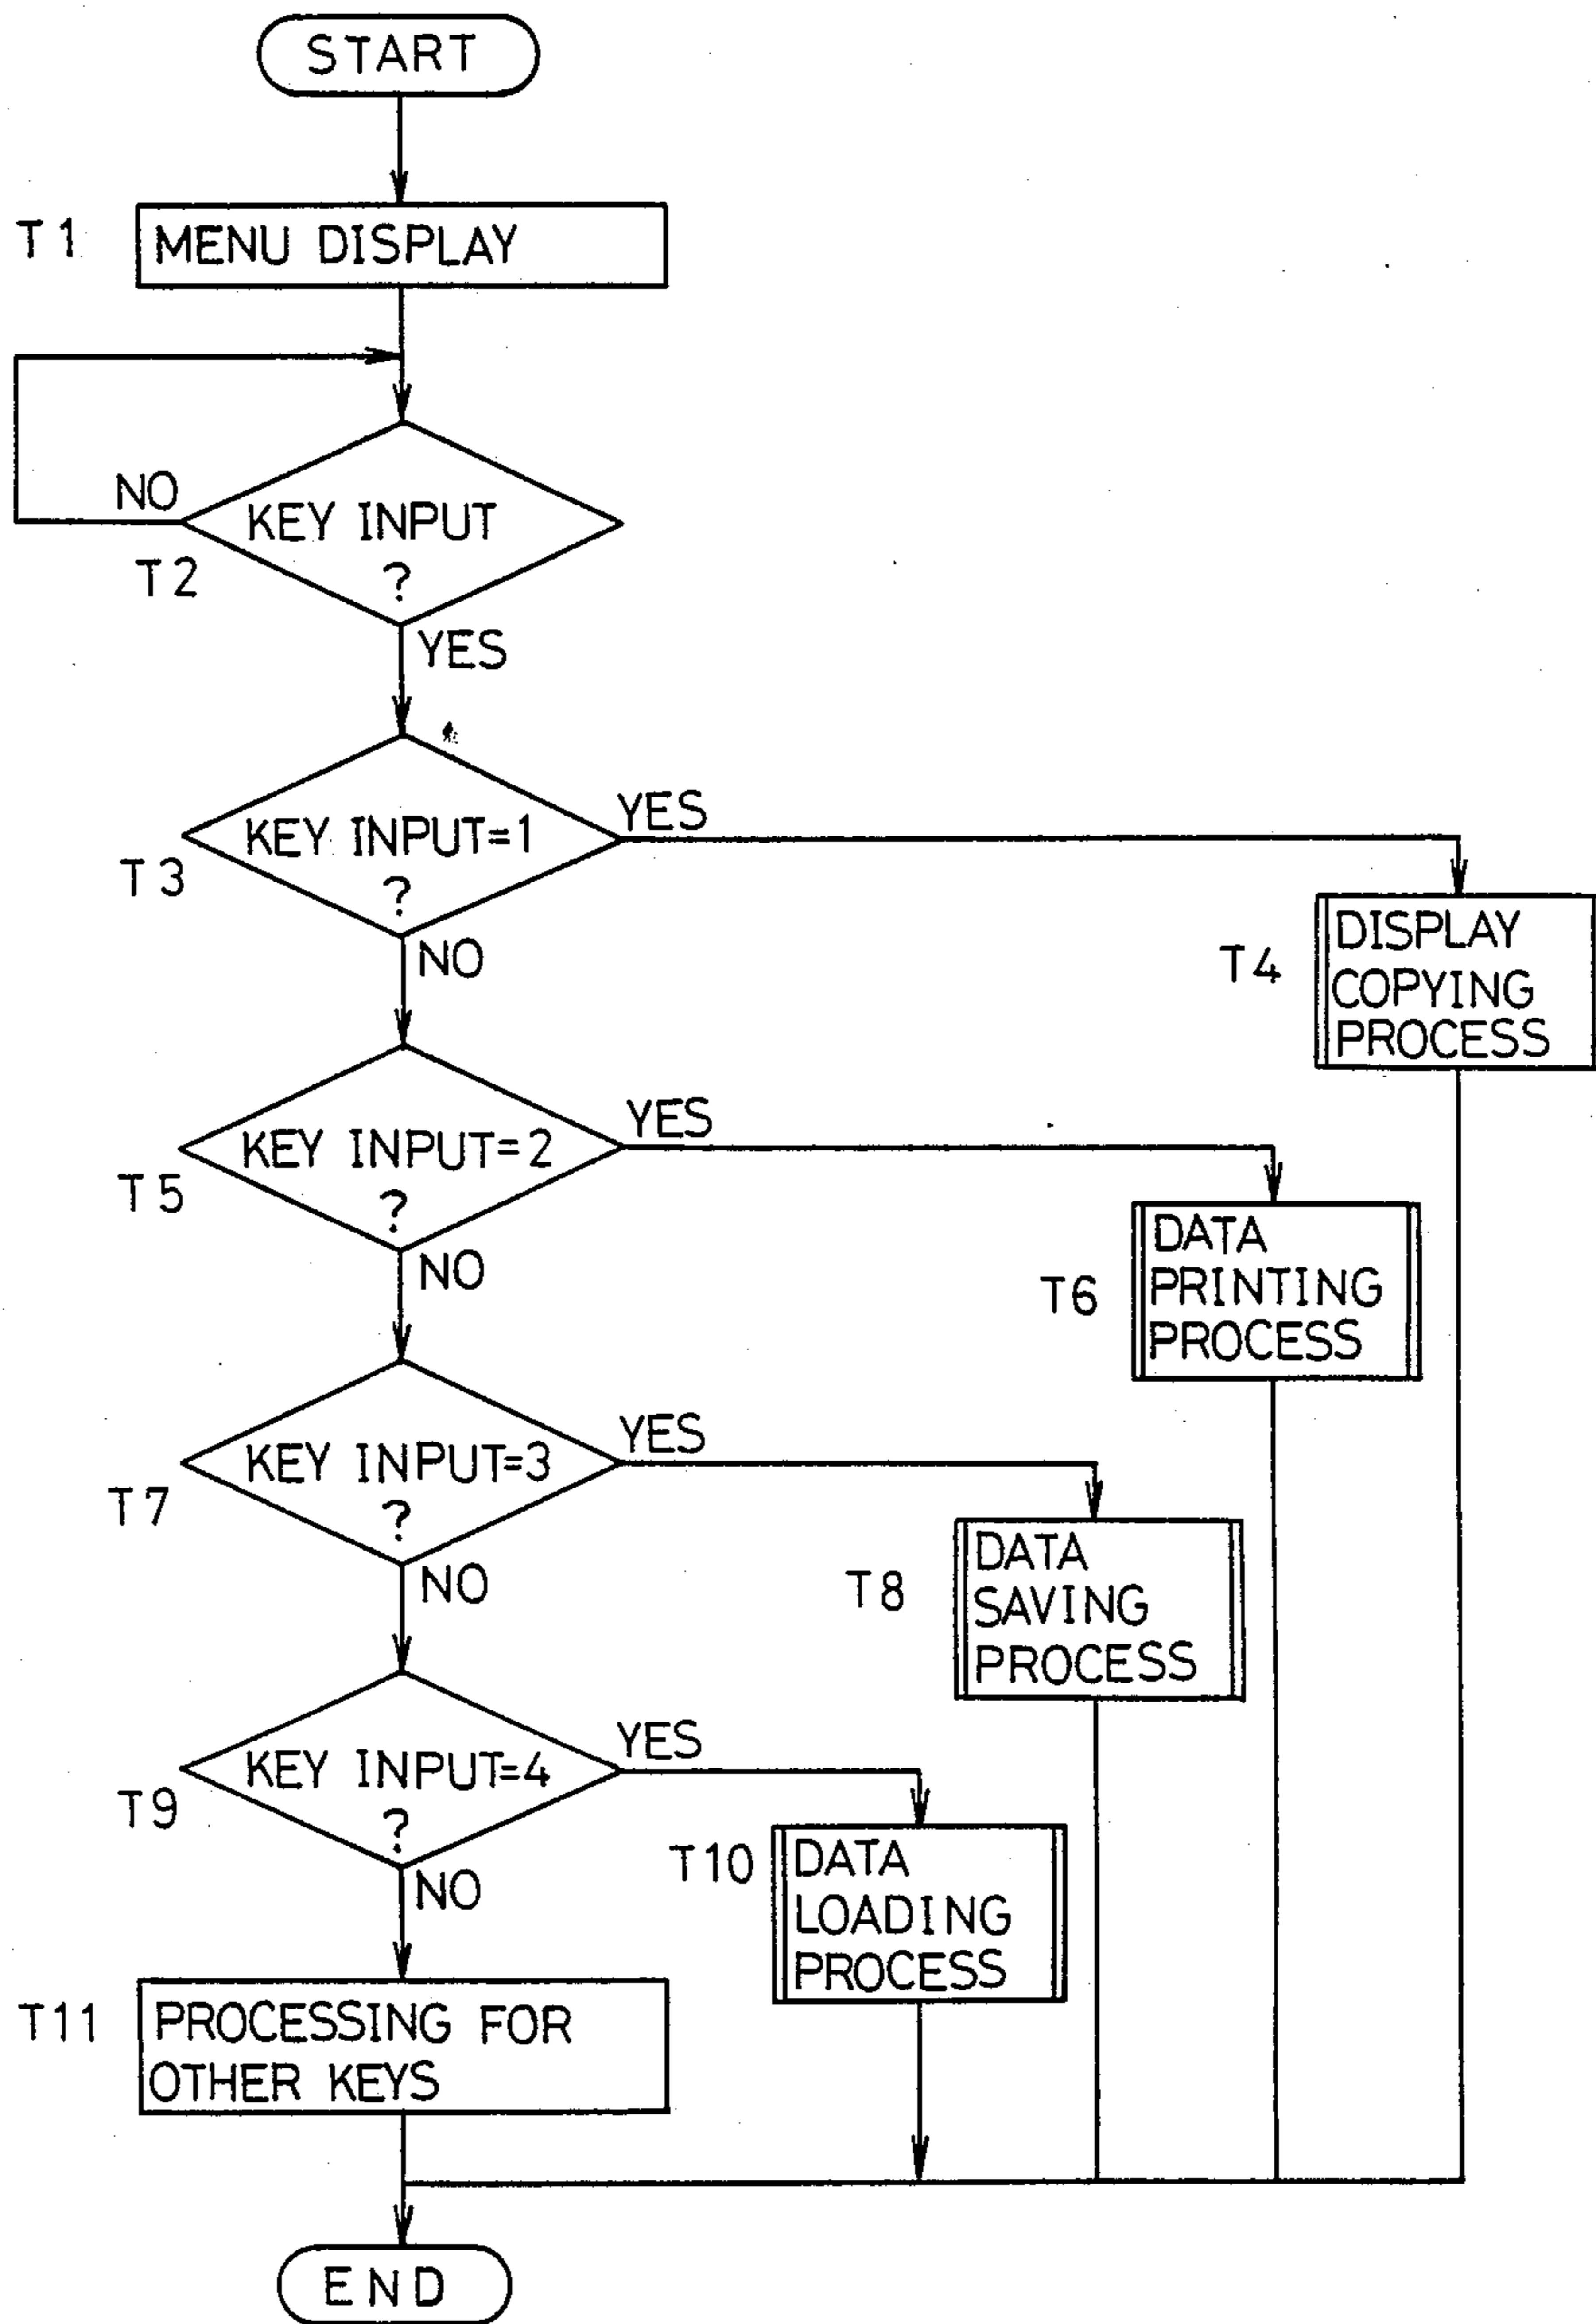 START
T1
MENU DISPLAY
NO
KEY INPUT
?
T2
YES
KEY INPUT=1
?
T3
YES
NO
T4
DISPLAY
COPYING
PROCESS
KEY INPUT=2
?
T5
YES
NO
T6
DATA
PRINTING
PROCESS
KEY INPUT=3
?
T7
YES
NO
T8
DATA
SAVING
PROCESS
KEY INPUT=4
?
T9
YES
NO
T10
DATA
LOADING
PROCESS
T11
PROCESSING FOR
OTHER KEYS
END